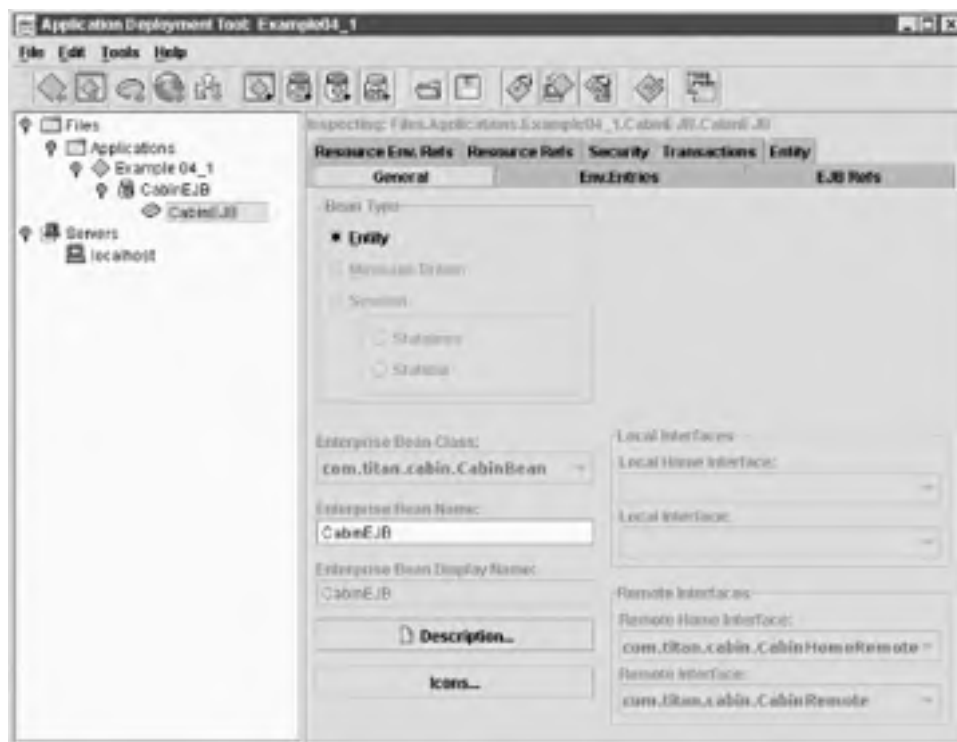 Application Deployment Tool: Example04_1
File Edit Tools Help
Files
Applications
Example 04_1
CabinEJB
CabinEJB
Servers
localhost
Inspecting: Files.Applications.Example04_1.CabinEJB.CabinEJB
Resource Env. Refs Resource Refs Security Transactions Entity
General Env.Entries EJB Refs
Bean Type
Entity
Message-Driven
Session
Stateless
Stateful
Enterprise Bean Class:
com.titan.cabin.CabinBean
Enterprise Bean Name:
CabinEJB
Enterprise Bean Display Name:
CabinEJB
Description...
Icons...
Local Interfaces
Local Home Interface:
Local Interface:
Remote Interfaces
Remote Home Interface:
com.titan.cabin.CabinHomeRemote
Remote Interface:
com.titan.cabin.CabinRemote